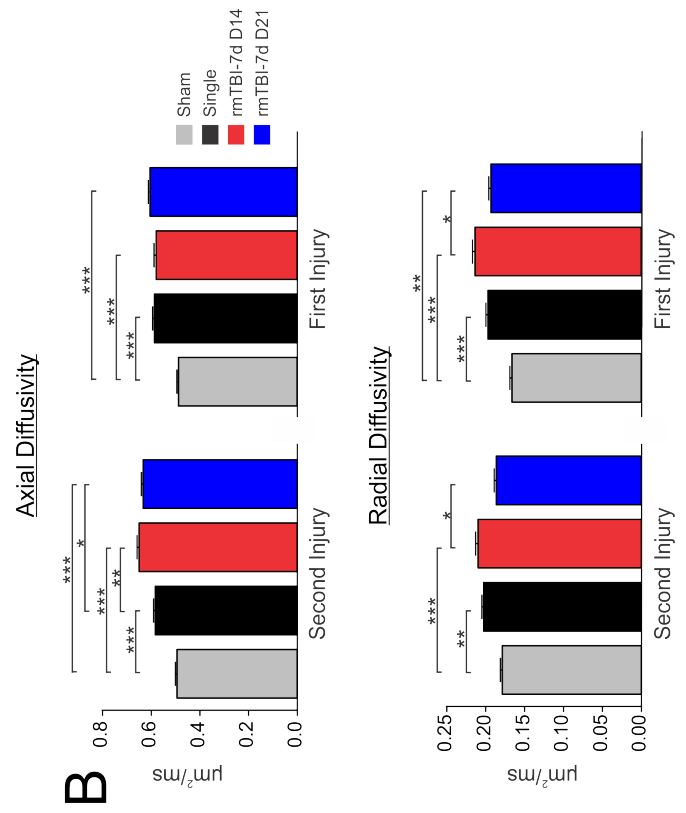 B
Axial Diffusivity
μm²/ms
0.8
0.6
0.4
0.2
0.0
***
*
***
**
***
Second Injury
***
***
***
First Injury
Sham
Single
rmTBI-7d D14
rmTBI-7d D21
Radial Diffusivity
μm²/ms
0.25
0.20
0.15
0.10
0.05
0.00
***
*
**
Second Injury
**
***
*
***
First Injury